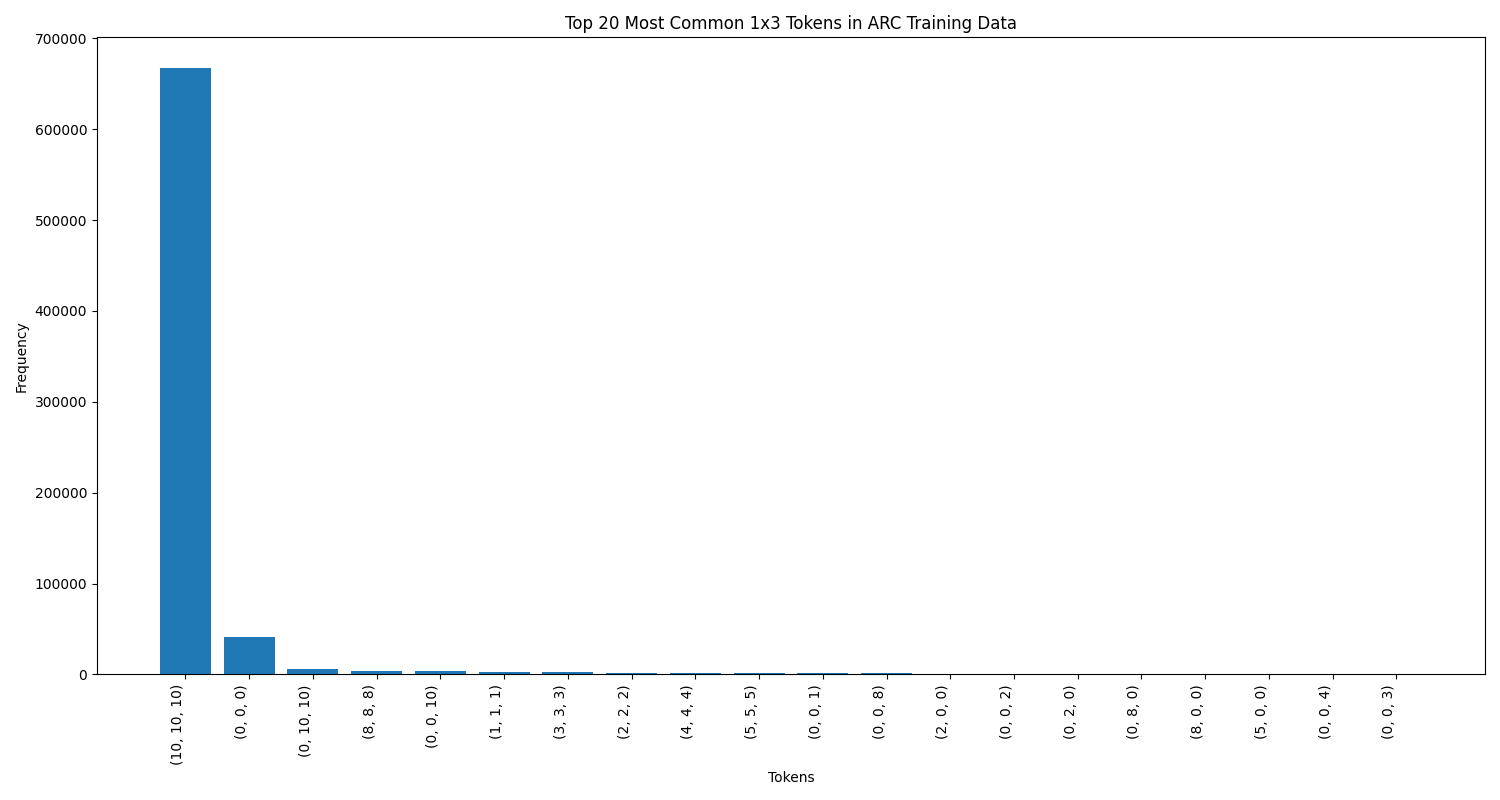 Top 20 Most Common 1x3 Tokens in ARC Training Data
700000
600000
500000
400000
300000
200000
100000
0
Frequency
(10, 10, 10)
(0, 0, 0)
(0, 10, 10)
(8, 8, 8)
(0, 0, 10)
(1, 1, 1)
(3, 3, 3)
(2, 2, 2)
(4, 4, 4)
(5, 5, 5)
(0, 0, 1)
(0, 0, 8)
(2, 0, 0)
(0, 0, 2)
(0, 2, 0)
(0, 8, 0)
(8, 0, 0)
(5, 0, 0)
(0, 0, 4)
(0, 0, 3)
Tokens